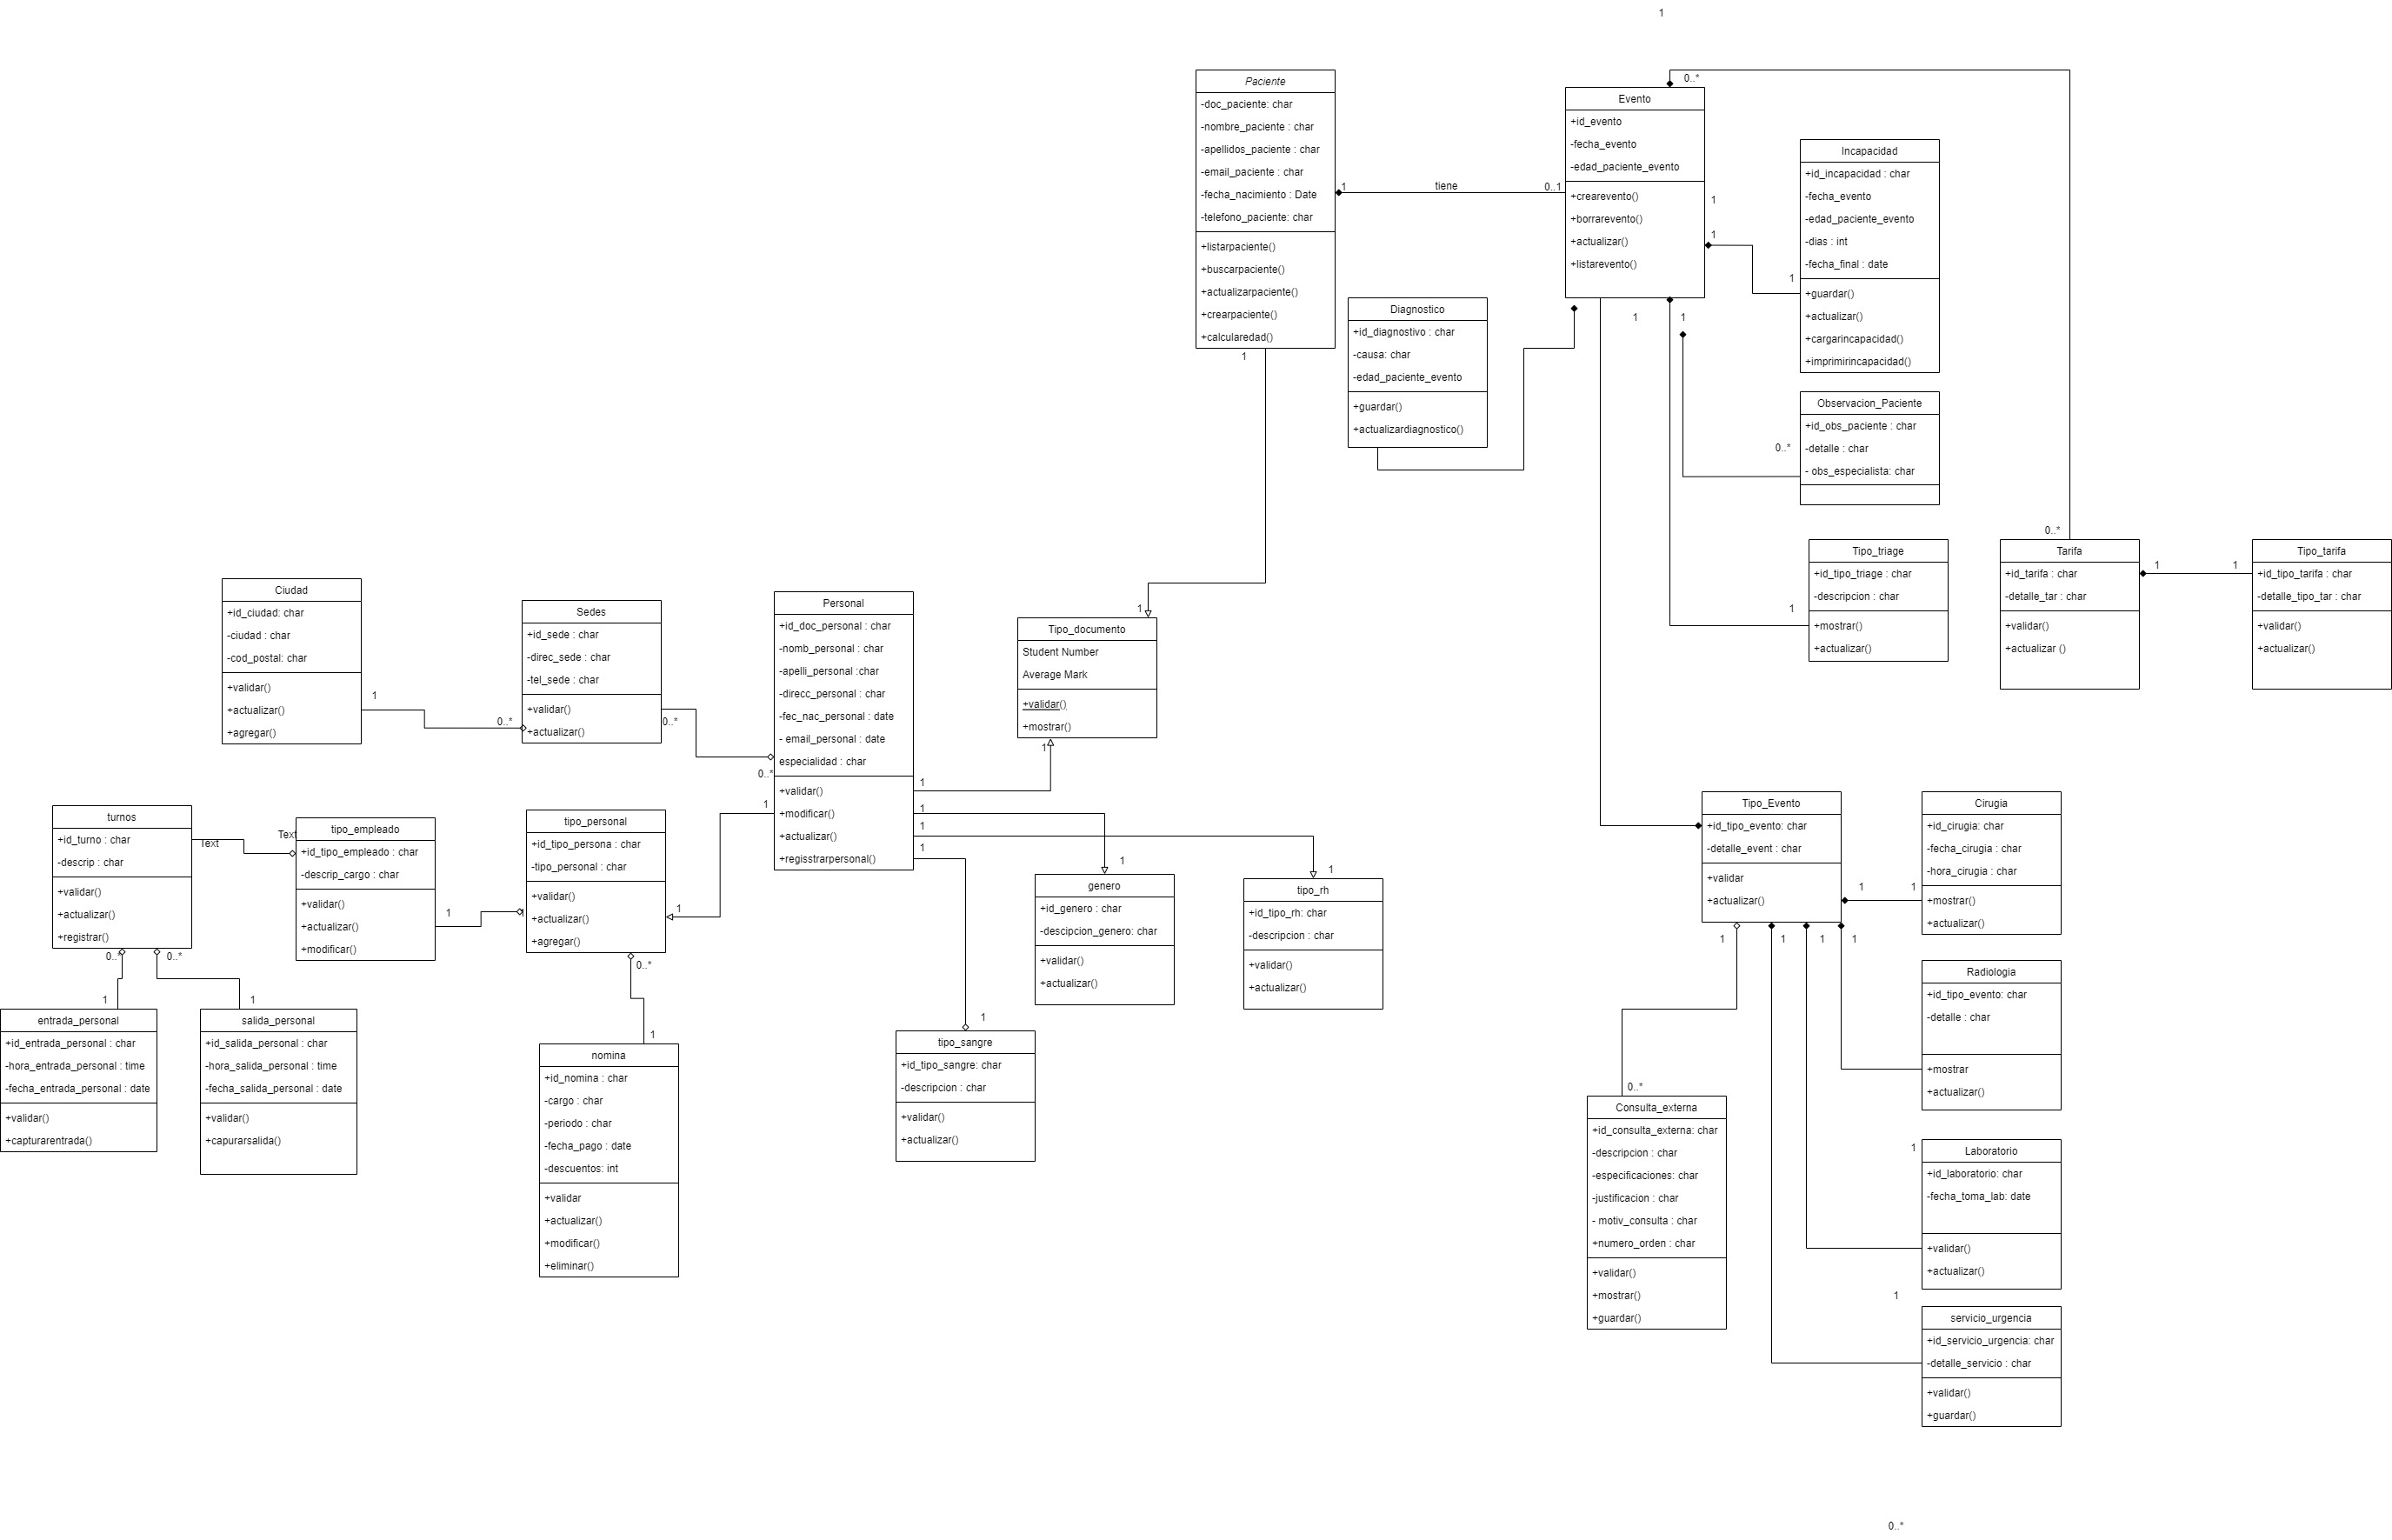 1
Paciente
-doc_paciente: char
-nombre_paciente : char
-apellidos_paciente : char
-email_paciente : char
-fecha_nacimiento : Date
-telefono_paciente: char
+listarpaciente()
+buscarpaciente()
+actualizarpaciente()
+crearpaciente()
+calcularedad()
1
1
tiene
0..1
0..*
Evento
+id_evento
-fecha_evento
-edad_paciente_evento
+crearevento()
+borrarevento()
+actualizar()
+listarevento()
1
1
1
1
1
Incapacidad
+id_incapacidad : char
-fecha_evento
-edad_paciente_evento
-dias : int
-fecha_final : date
+guardar()
+actualizar()
+cargarincapacidad()
+imprimirincapacidad()
Diagnostico
+id_diagnostivo : char
-causa: char
-edad_paciente_evento
+guardar()
+actualizardiagnostico()
0..*
Observacion_Paciente
+id_obs_paciente : char
-detalle : char
- obs_especialista: char
1
Tipo_triage
+id_tipo_triage : char
-descripcion : char
+mostrar()
+actualizar()
0..*
Tarifa
+id_tarifa : char
-detalle_tar : char
+validar()
+actualizar ()
1
1
Tipo_tarifa
+id_tipo_tarifa : char
-detalle_tipo_tar : char
+validar()
+actualizar()
Ciudad
+id_ciudad: char
-ciudad : char
-cod_postal: char
+validar()
+actualizar()
+agregar()
1
0..*
Sedes
+id_sede : char
-direc_sede : char
-tel_sede : char
+validar()
+actualizar()
0..*
0..*
Personal
+id_doc_personal : char
-nomb_personal : char
-apelli_personal :char
-direcc_personal : char
-fec_nac_personal : date
- email_personal : date
especialidad : char
+validar()
+modificar()
+actualizar()
+regisstrarpersonal()
1
1
1
1
1
1
Tipo_documento
Student Number
Average Mark
+validar()
+mostrar()
1
turnos
+id_turno : char
-descrip : char
+validar()
+actualizar()
+registrar()
Text
Text
tipo_empleado
+id_tipo_empleado : char
-descrip_cargo : char
+validar()
+actualizar()
+modificar()
1
tipo_personal
+id_tipo_persona : char
-tipo_personal : char
+validar()
+actualizar()
+agregar()
1
0..*
1
genero
+id_genero : char
-descipcion_genero: char
+validar()
+actualizar()
1
tipo_rh
+id_tipo_rh: char
-descripcion : char
+validar()
+actualizar()
0..*
0..*
1
1
entrada_personal
+id_entrada_personal : char
-hora_entrada_personal : time
-fecha_entrada_personal : date
+validar()
+capturarentrada()
salida_personal
+id_salida_personal : char
-hora_salida_personal : time
-fecha_salida_personal : date
+validar()
+capurarsalida()
1
nomina
+id_nomina : char
-cargo : char
-periodo : char
-fecha_pago : date
-descuentos: int
+validar
+actualizar()
+modificar()
+eliminar()
1
tipo_sangre
+id_tipo_sangre: char
-descripcion : char
+validar()
+actualizar()
Tipo_Evento
+id_tipo_evento: char
-detalle_event : char
+validar
+actualizar()
1
1
1
1
1
1
Cirugia
+id_cirugia: char
-fecha_cirugia : char
-hora_cirugia : char
+mostrar()
+actualizar()
Radiologia
+id_tipo_evento: char
-detalle : char
+mostrar
+actualizar()
0..*
Consulta_externa
+id_consulta_externa: char
-descripcion : char
-especificaciones: char
-justificacion : char
- motiv_consulta : char
+numero_orden : char
+validar()
+mostrar()
+guardar()
1
Laboratorio
+id_laboratorio: char
-fecha_toma_lab: date
+validar()
+actualizar()
1
servicio_urgencia
+id_servicio_urgencia: char
-detalle_servicio : char
+validar()
+guardar()
0..*